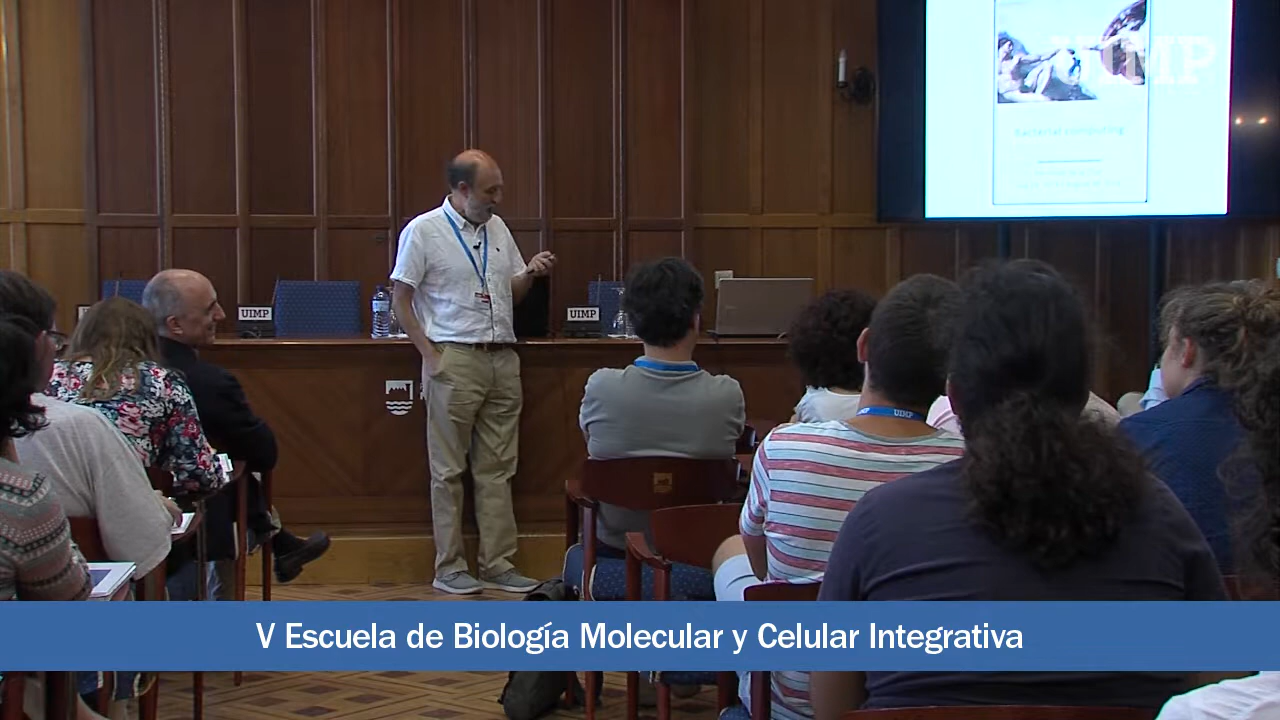 UIMP
Bacterial computing
UIMP
UIMP
UIMP
V Escuela de Biología Molecular y Celular Integrativa